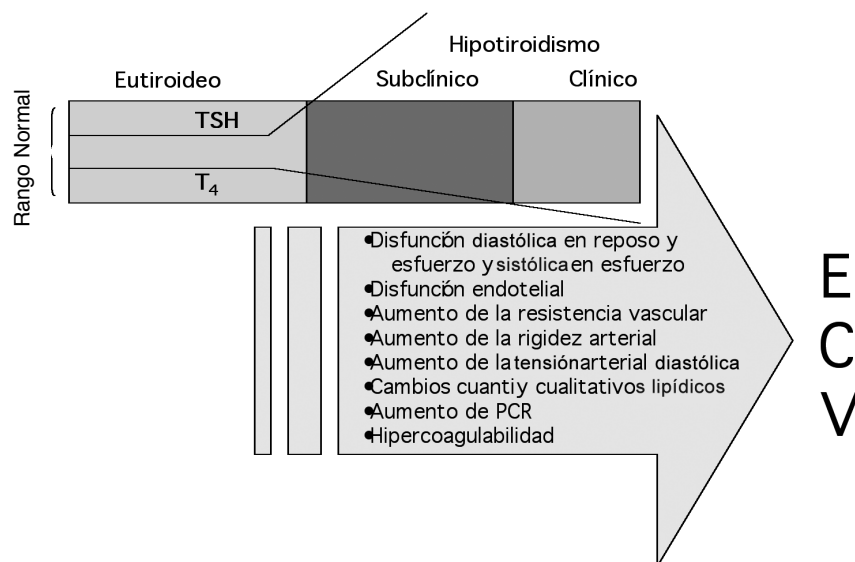 Hipotiroidismo
Eutiroideo Subclínico Clínico
Rango Normal
TSH
T4
•Disfunción diastólica en reposo y
esfuerzo y sistólica en esfuerzo
•Disfunción endotelial
•Aumento de la resistencia vascular
•Aumento de la rigidez arterial
•Aumento de la tensión arterial diastólica
•Cambios cuanti y cualitativos lipídicos
•Aumento de PCR
•Hipercoagulabilidad
E
C
V